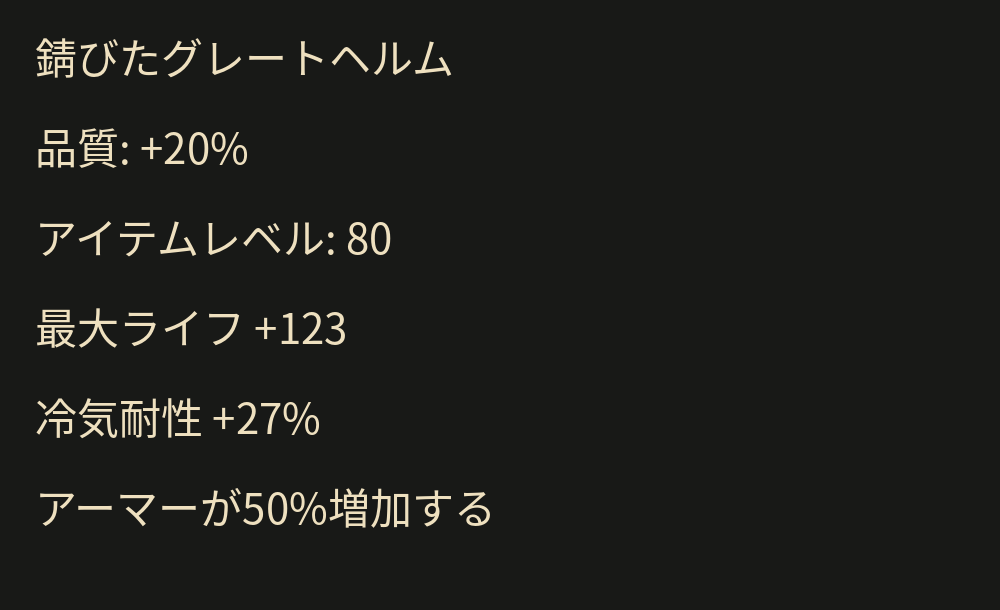 錆びたグレートヘルム
品質: +20%
アイテムレベル: 80
最大ライフ +123
冷気耐性 +27%
アーマーが50%増加する